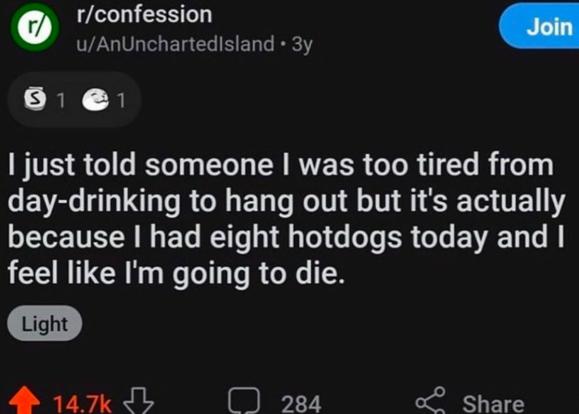 r/
r/confession
u/AnUnchartedIsland • 3y
Join
S 1 1
I just told someone I was too tired from
day-drinking to hang out but it's actually
because I had eight hotdogs today and I
feel like I'm going to die.
Light
14.7k 284 Share